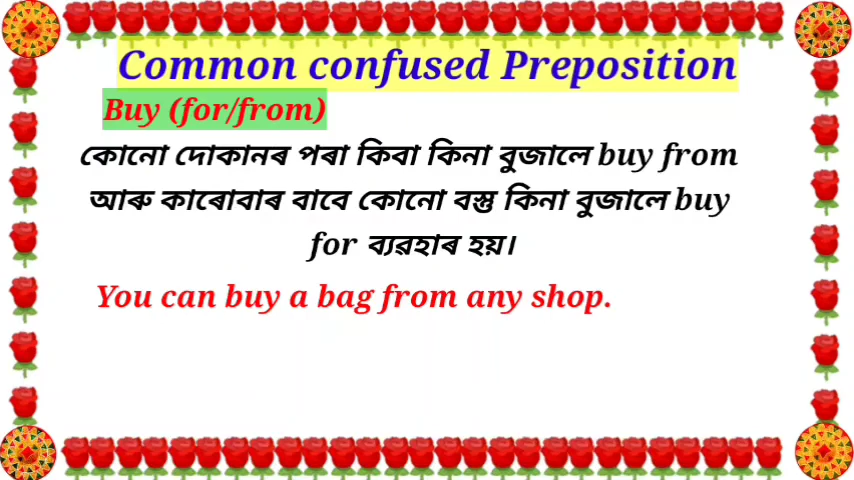 Common confused Preposition
Buy (for/from)
কোনো দোকানৰ পৰা কিবা কিনা বুজালে buy from
আৰু কাৰোবাৰ বাবে কোনো বস্তু কিনা বুজালে buy
for ব্যৱহাৰ হয়।
You can buy a bag from any shop.